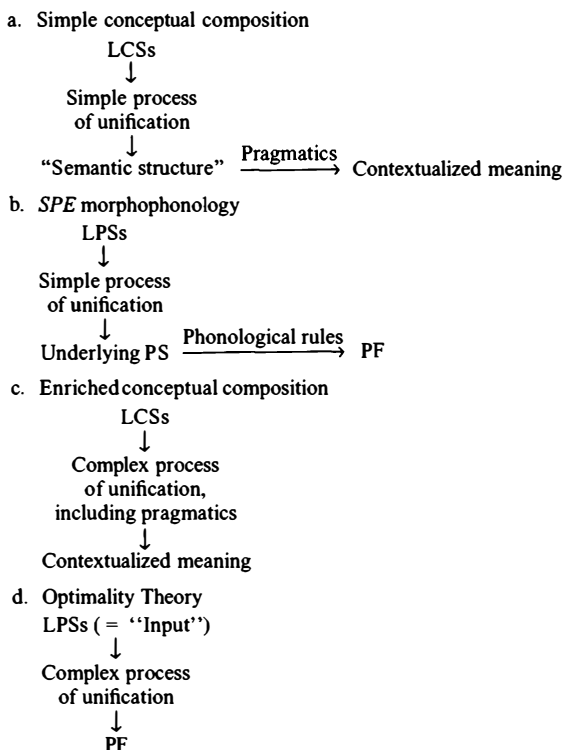 a. Simple conceptual composition
LCSs
↓
Simple process
of unification
↓
“Semantic structure” Pragmatics → Contextualized meaning
b. SPE morphophonology
LPSs
↓
Simple process
of unification
↓
Underlying PS Phonological rules → PF
c. Enriched conceptual composition
LCSs
↓
Complex process
of unification,
including pragmatics
↓
Contextualized meaning
d. Optimality Theory
LPSs ( = ‘‘Input’’)
↓
Complex process
of unification
↓
PF